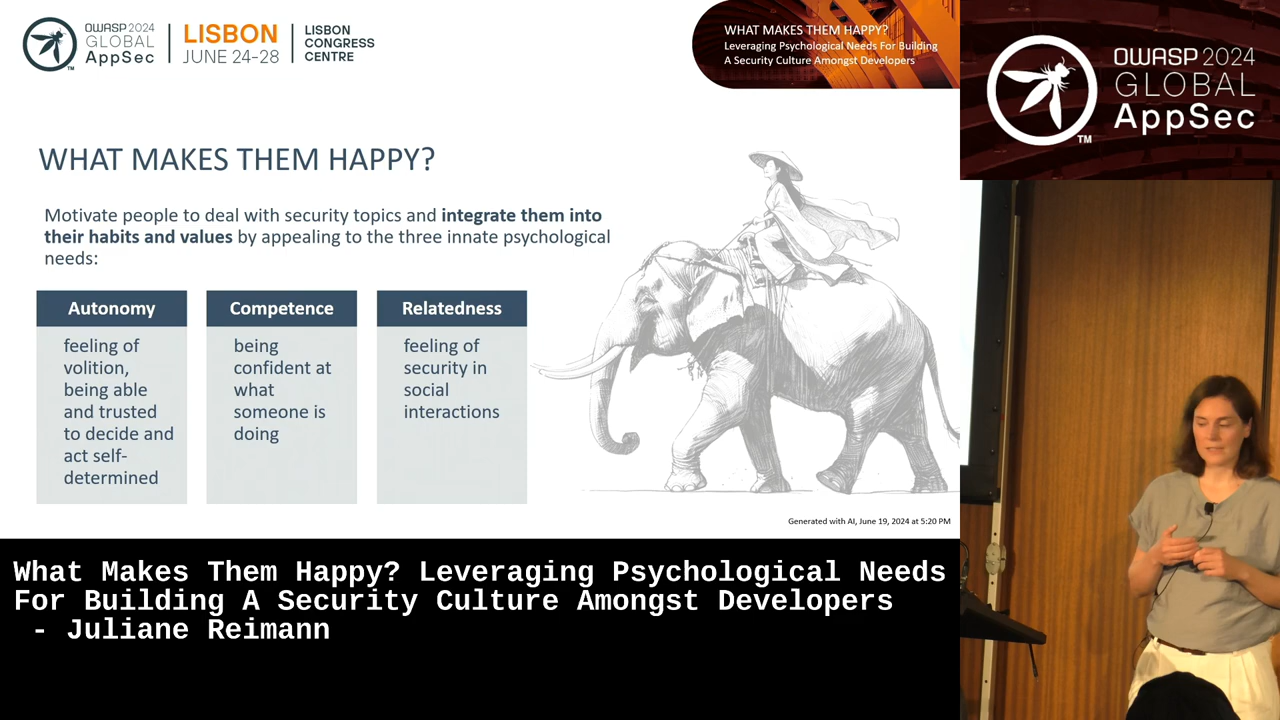 OWASP 2024
GLOBAL
AppSec
TM
LISBON
JUNE 24-28
LISBON
CONGRESS
CENTRE
WHAT MAKES THEM HAPPY?
Leveraging Psychological Needs For Building
A Security Culture Amongst Developers
OWASP 2024
GLOBAL
AppSec
TM
WHAT MAKES THEM HAPPY?
Motivate people to deal with security topics and integrate them into
their habits and values by appealing to the three innate psychological
needs:
Autonomy
feeling of
volition,
being able
and trusted
to decide and
act self-
determined
Competence
being
confident at
what
someone is
doing
Relatedness
feeling of
security in
social
interactions
Generated with AI, June 19, 2024 at 5:20 PM
What Makes Them Happy? Leveraging Psychological Needs
For Building A Security Culture Amongst Developers
- Juliane Reimann